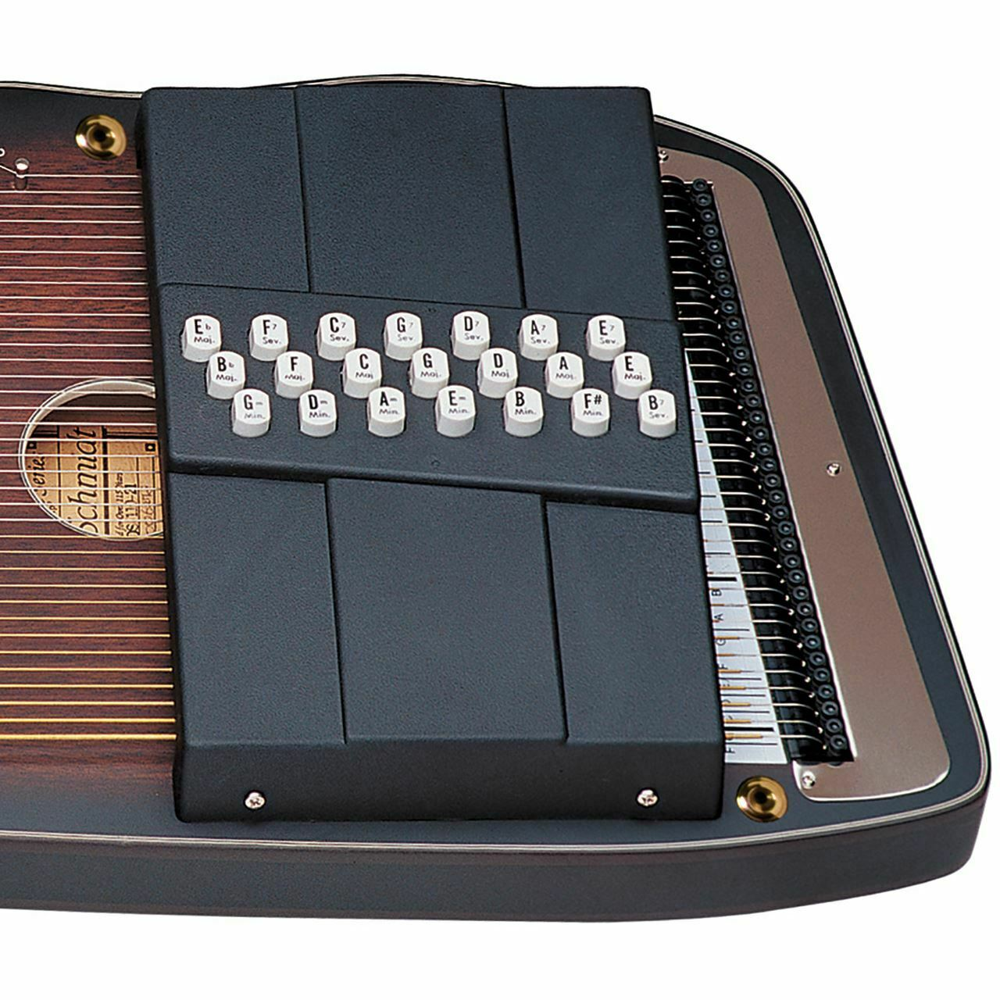 E♭ Maj.
F7 Sev.
C7 Sev.
G7 Sev.
D7 Sev.
A7 Sev.
E7 Sev.
B♭ Maj.
F Maj.
C Maj.
G Maj.
D Maj.
A Maj.
E Maj.
Gm Min.
Dm Min.
Am Min.
Em Min.
B Min.
F# Min.
B7 Sev.
Serie
Schmidt
B
A
G
F
F